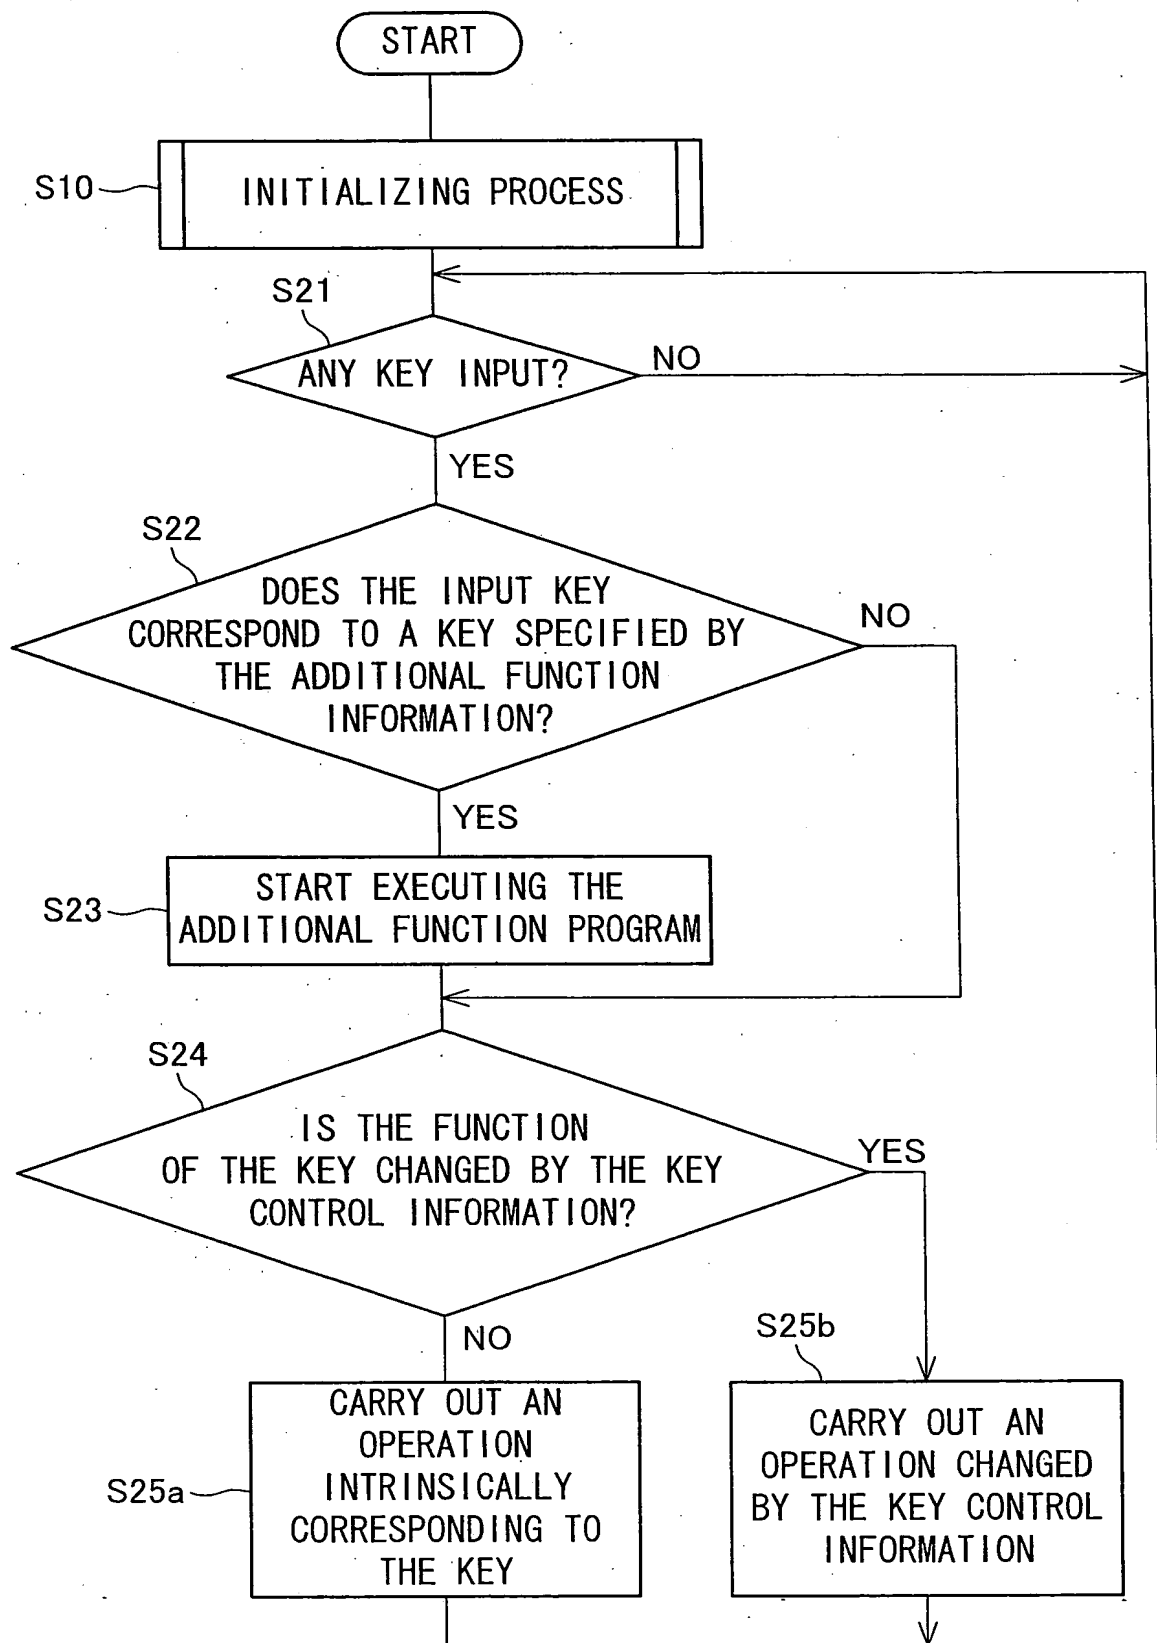 START
S10
INITIALIZING PROCESS
S21
ANY KEY INPUT?
NO
YES
S22
DOES THE INPUT KEY
CORRESPOND TO A KEY SPECIFIED BY
THE ADDITIONAL FUNCTION
INFORMATION?
NO
YES
S23
START EXECUTING THE
ADDITIONAL FUNCTION PROGRAM
S24
IS THE FUNCTION
OF THE KEY CHANGED BY THE KEY
CONTROL INFORMATION?
YES
NO
S25a
CARRY OUT AN
OPERATION
INTRINSICALLY
CORRESPONDING TO
THE KEY
S25b
CARRY OUT AN
OPERATION CHANGED
BY THE KEY CONTROL
INFORMATION